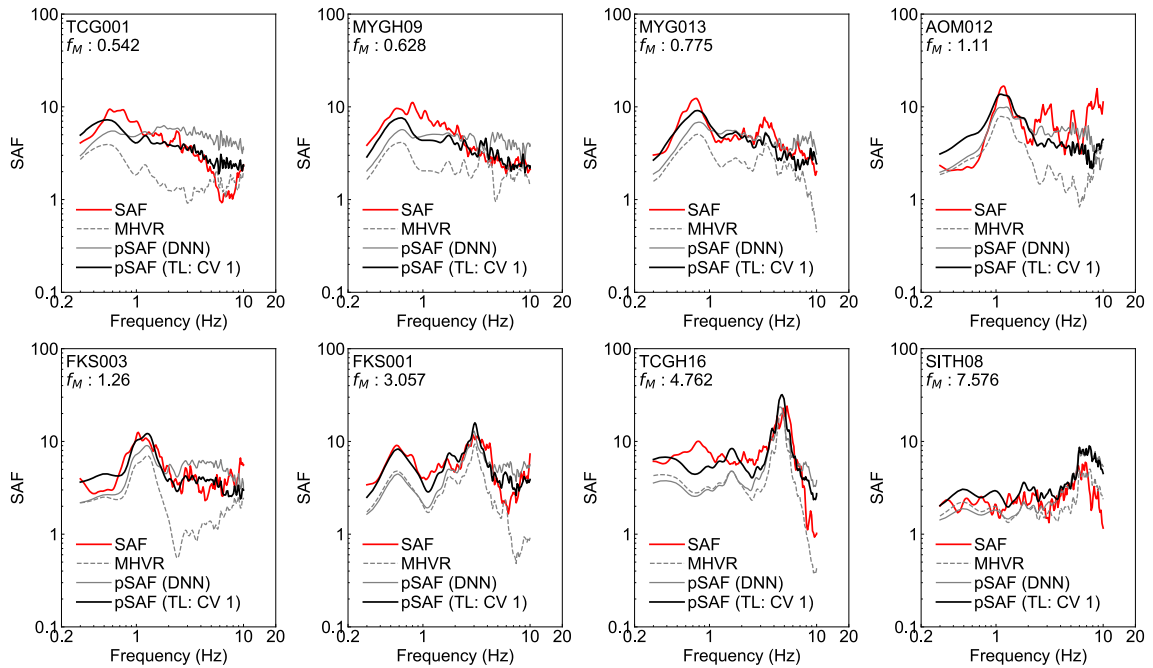 TCG001
f_M : 0.542
100
10
1
0.1
SAF
SAF
MHVR
pSAF (DNN)
pSAF (TL: CV 1)
0.2
1
10
20
Frequency (Hz)
MYGH09
f_M : 0.628
100
10
1
0.1
SAF
SAF
MHVR
pSAF (DNN)
pSAF (TL: CV 1)
0.2
1
10
20
Frequency (Hz)
MYG013
f_M : 0.775
100
10
1
0.1
SAF
SAF
MHVR
pSAF (DNN)
pSAF (TL: CV 1)
0.2
1
10
20
Frequency (Hz)
AOM012
f_M : 1.11
100
10
1
0.1
SAF
SAF
MHVR
pSAF (DNN)
pSAF (TL: CV 1)
0.2
1
10
20
Frequency (Hz)
FKS003
f_M : 1.26
100
10
1
0.1
SAF
SAF
MHVR
pSAF (DNN)
pSAF (TL: CV 1)
0.2
1
10
20
Frequency (Hz)
FKS001
f_M : 3.057
100
10
1
0.1
SAF
SAF
MHVR
pSAF (DNN)
pSAF (TL: CV 1)
0.2
1
10
20
Frequency (Hz)
TCGH16
f_M : 4.762
100
10
1
0.1
SAF
SAF
MHVR
pSAF (DNN)
pSAF (TL: CV 1)
0.2
1
10
20
Frequency (Hz)
SITH08
f_M : 7.576
100
10
1
0.1
SAF
SAF
MHVR
pSAF (DNN)
pSAF (TL: CV 1)
0.2
1
10
20
Frequency (Hz)